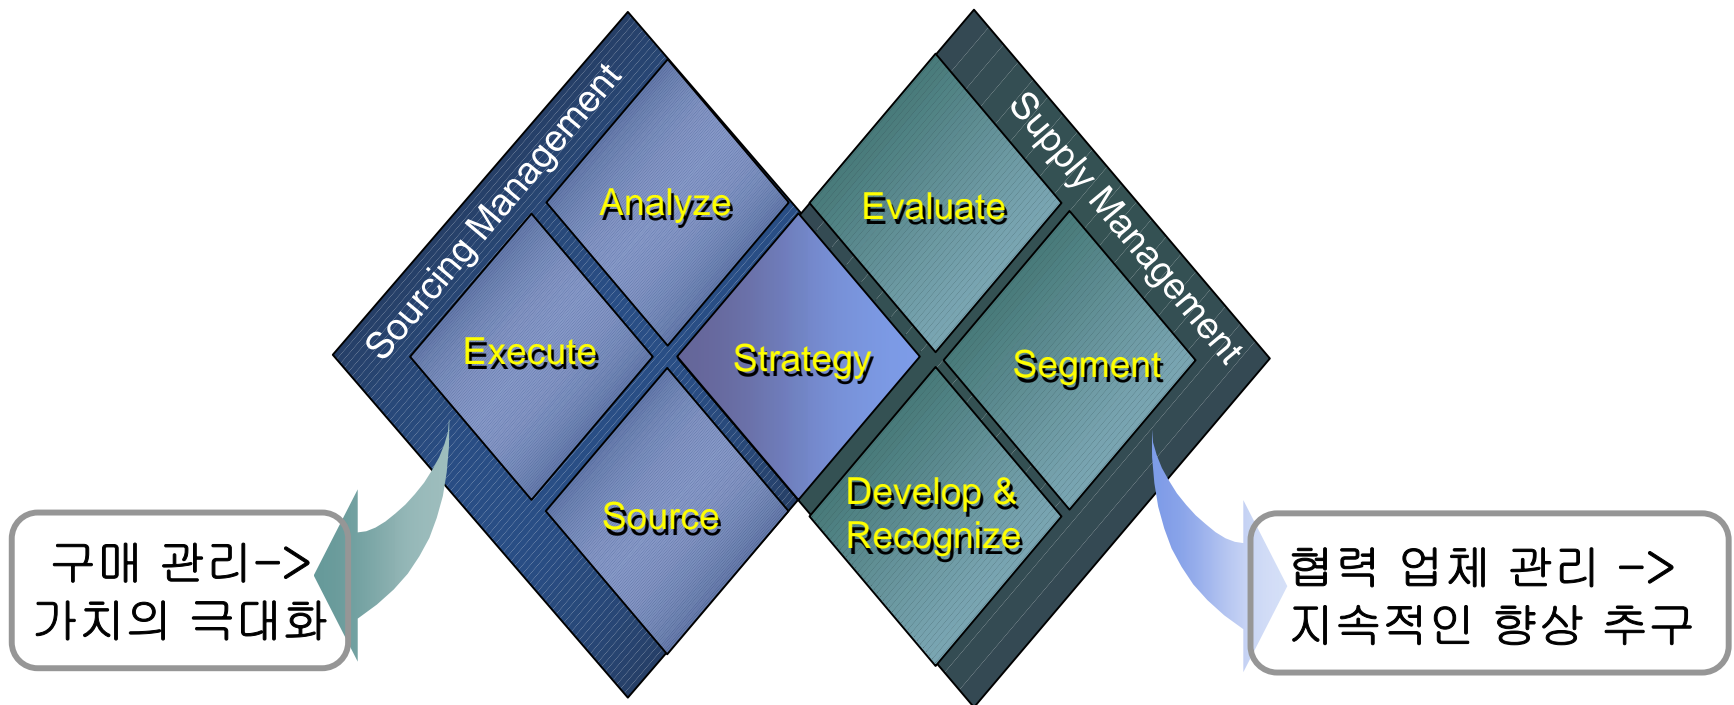 Sourcing Management
Supply Management
Analyze
Evaluate
Execute
Strategy
Segment
Source
Develop &
Recognize
구매 관리->
가치의 극대화
협력 업체 관리 ->
지속적인 향상 추구